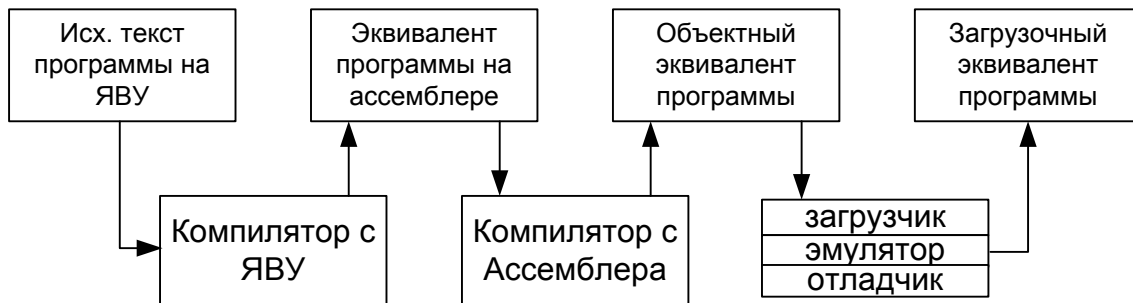 Исх. текст
программы на
ЯВУ
Эквивалент
программы на
ассемблере
Объектный
эквивалент
программы
Загрузочный
эквивалент
программы
Компилятор с
ЯВУ
Компилятор с
Ассемблера
загрузчик
эмулятор
отладчик